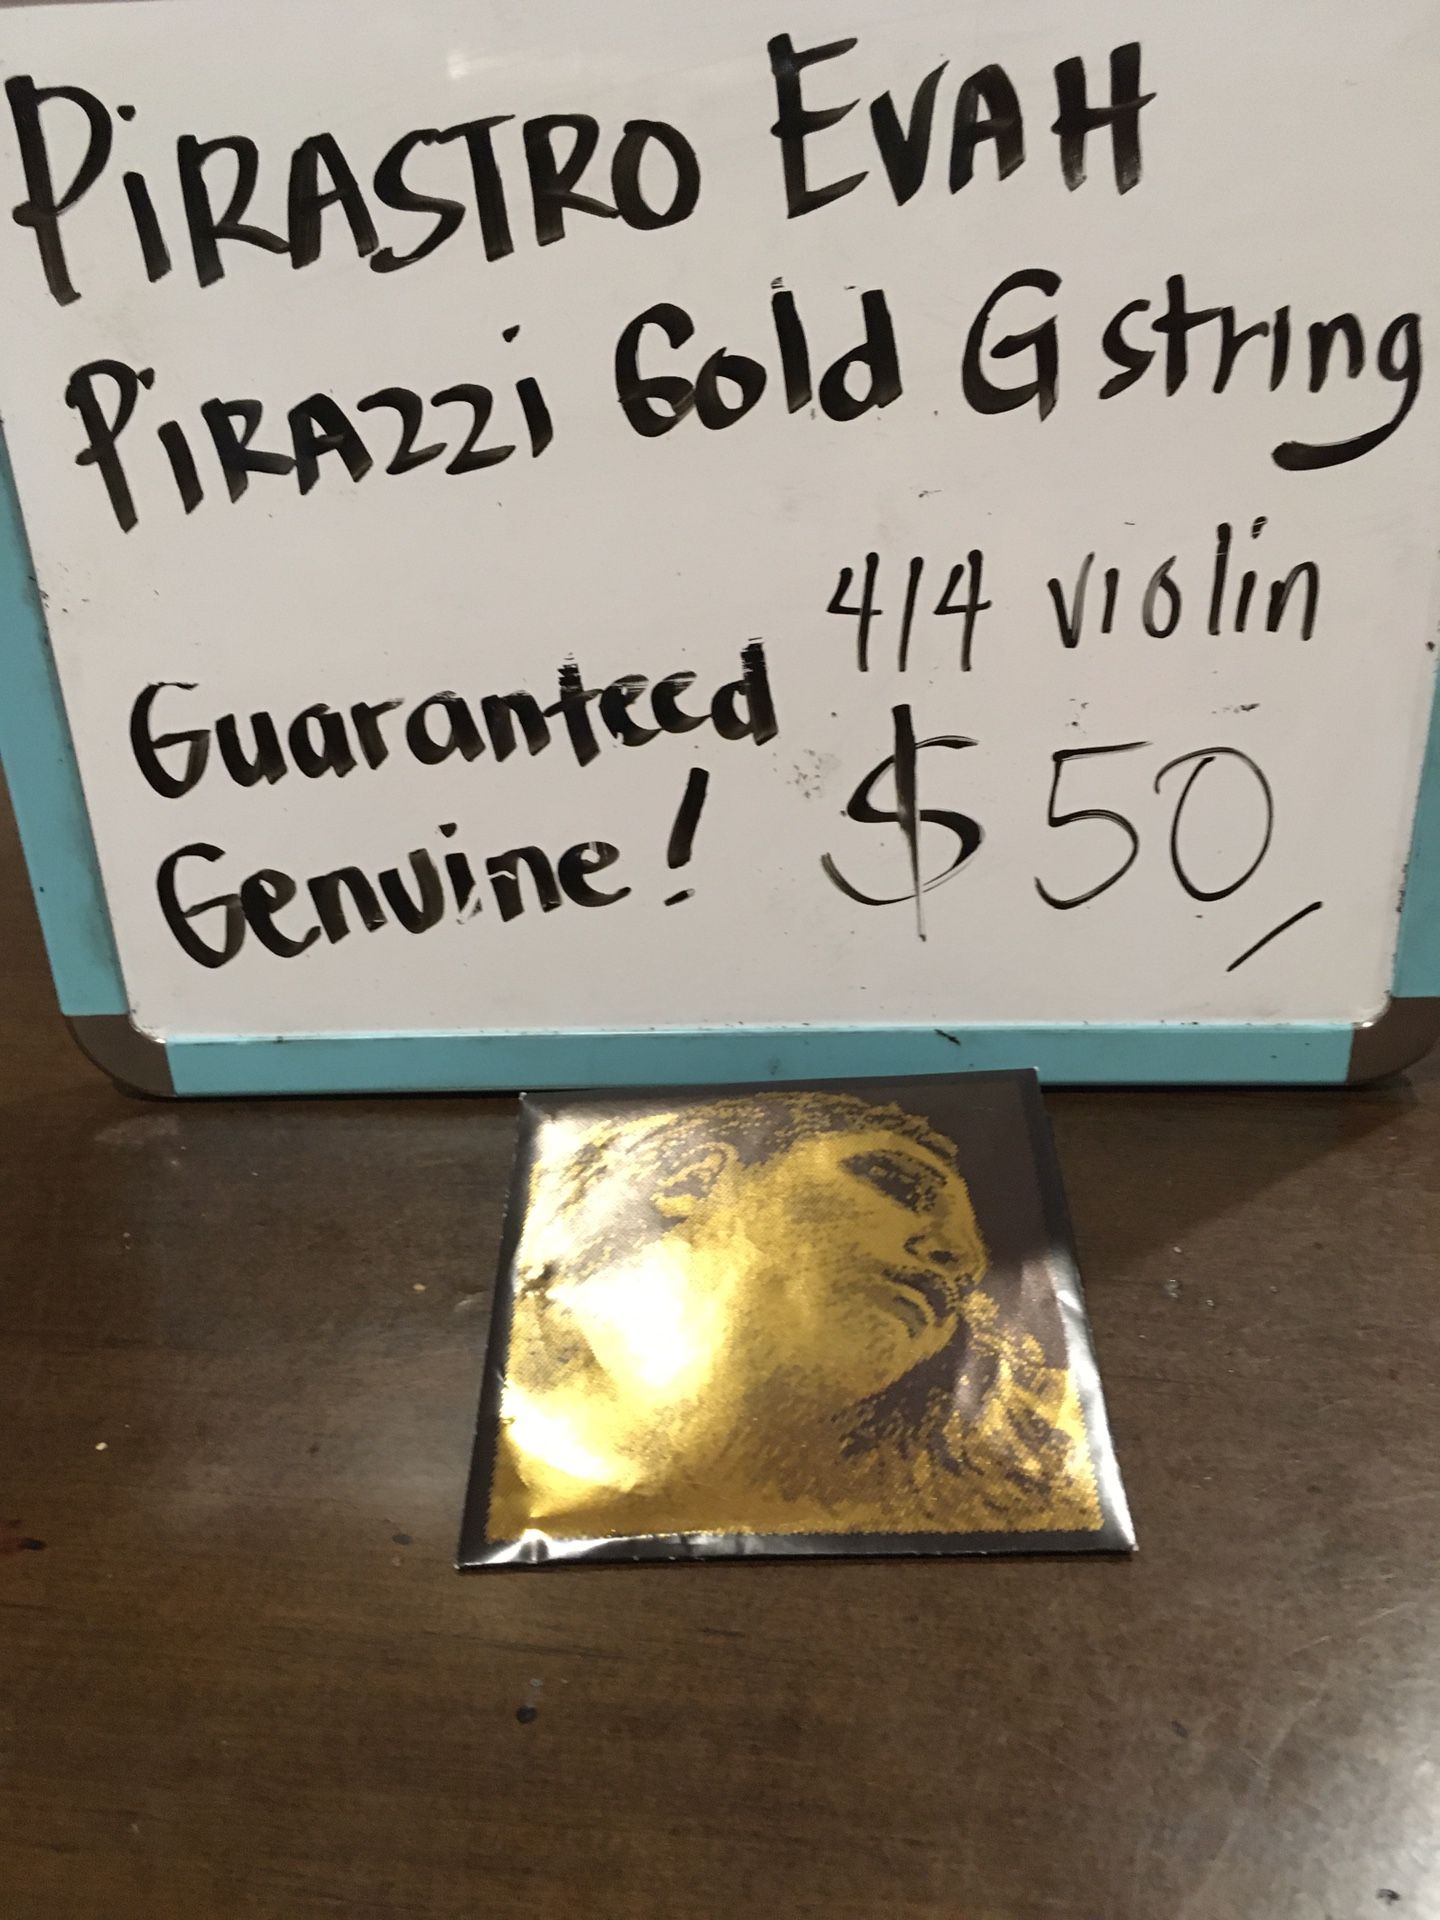 PiRASTRO EVAH
PiRAZZi Gold G string
4/4 violin
Guaranteed
Genuine! $50/